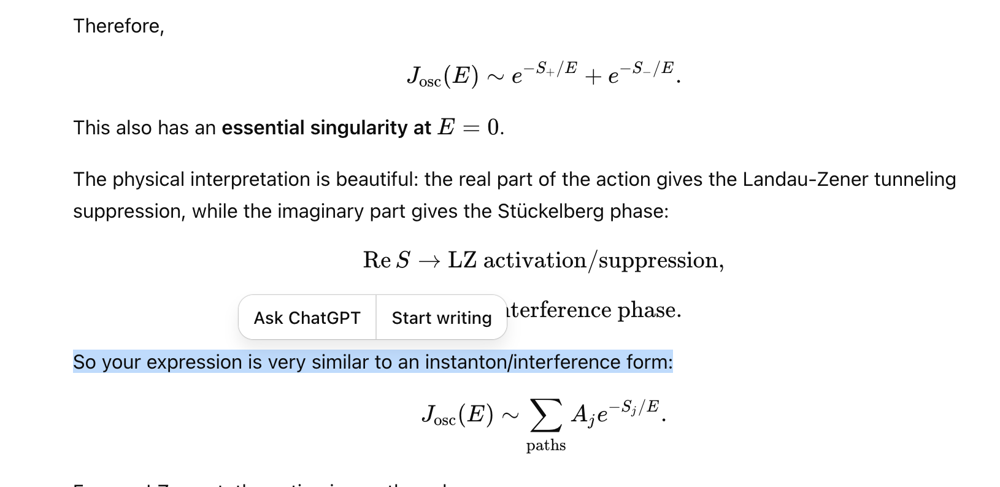 Therefore,
J_osc(E) ∼ e^{−S_+/E} + e^{−S_−/E}.
This also has an essential singularity at E = 0.
The physical interpretation is beautiful: the real part of the action gives the Landau-Zener tunneling
suppression, while the imaginary part gives the Stückelberg phase:
Re S → LZ activation/suppression,
terference phase.
Ask ChatGPT Start writing
So your expression is very similar to an instanton/interference form:
J_osc(E) ∼ ∑_{paths} A_j e^{−S_j/E}.